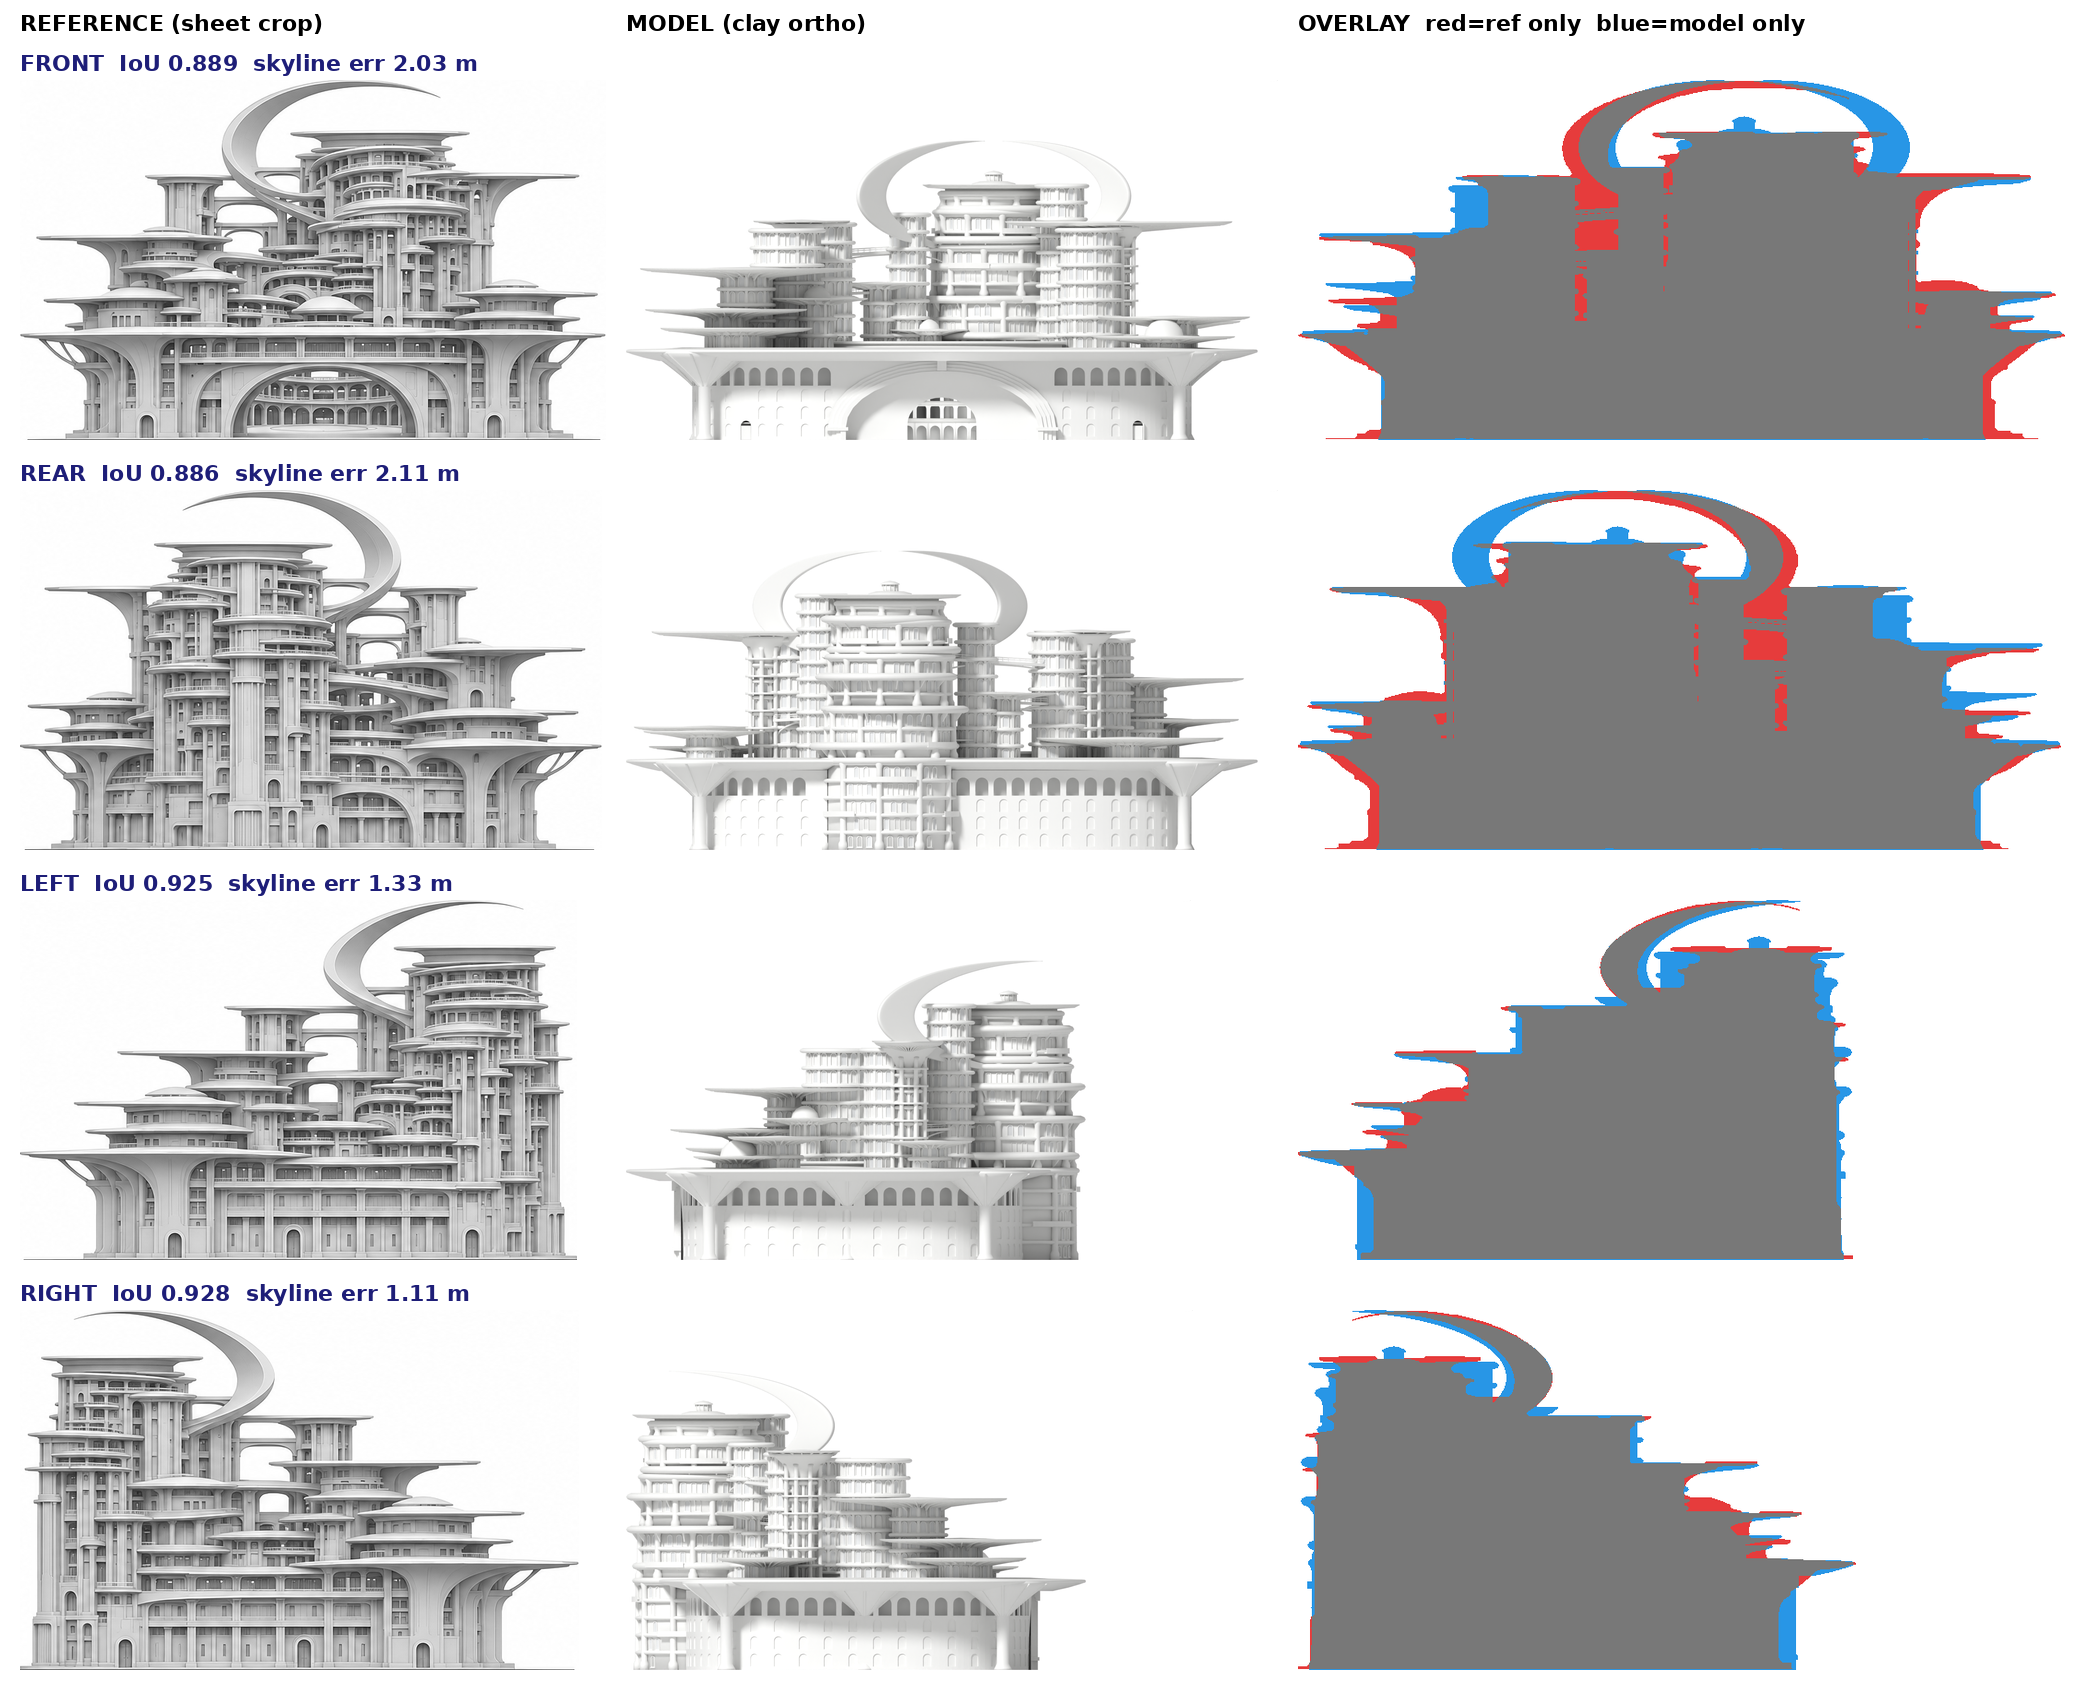 REFERENCE (sheet crop)
MODEL (clay ortho)
OVERLAY  red=ref only  blue=model only
FRONT  IoU 0.889  skyline err 2.03 m
REAR  IoU 0.886  skyline err 2.11 m
LEFT  IoU 0.925  skyline err 1.33 m
RIGHT  IoU 0.928  skyline err 1.11 m